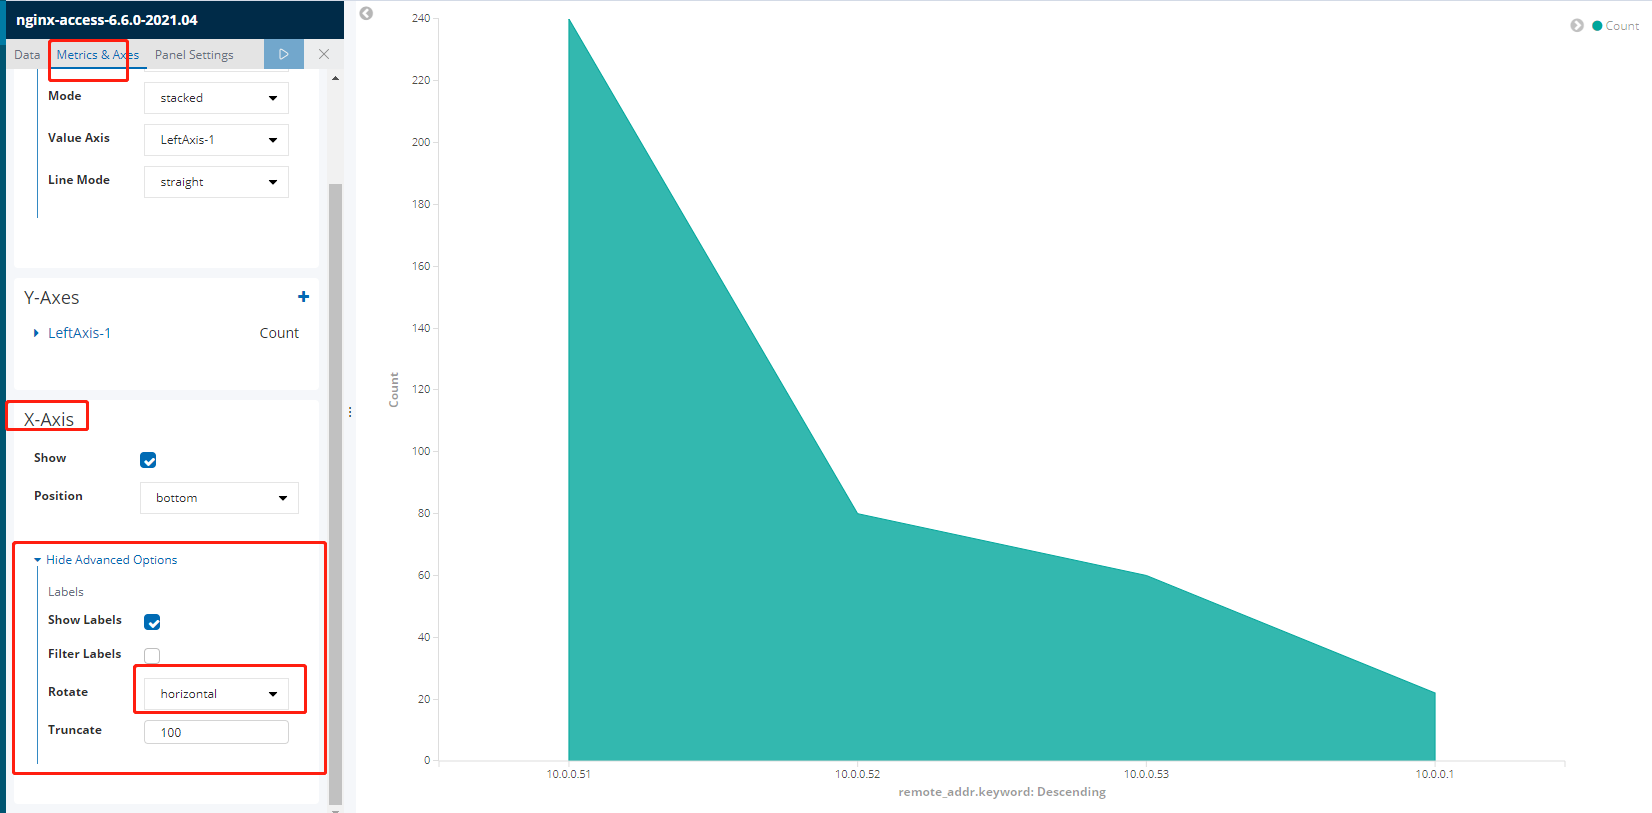 nginx-access-6.6.0-2021.04
Data Metrics & Axes Panel Settings
Mode stacked
Value Axis LeftAxis-1
Line Mode straight
Y-Axes
LeftAxis-1 Count
X-Axis
Show
Position bottom
Hide Advanced Options
Labels
Show Labels
Filter Labels
Rotate horizontal
Truncate 100
Count
240
220
200
180
160
140
120
100
80
60
40
20
0
Count
10.0.0.51 10.0.0.52 10.0.0.53 10.0.0.1
remote_addr.keyword: Descending